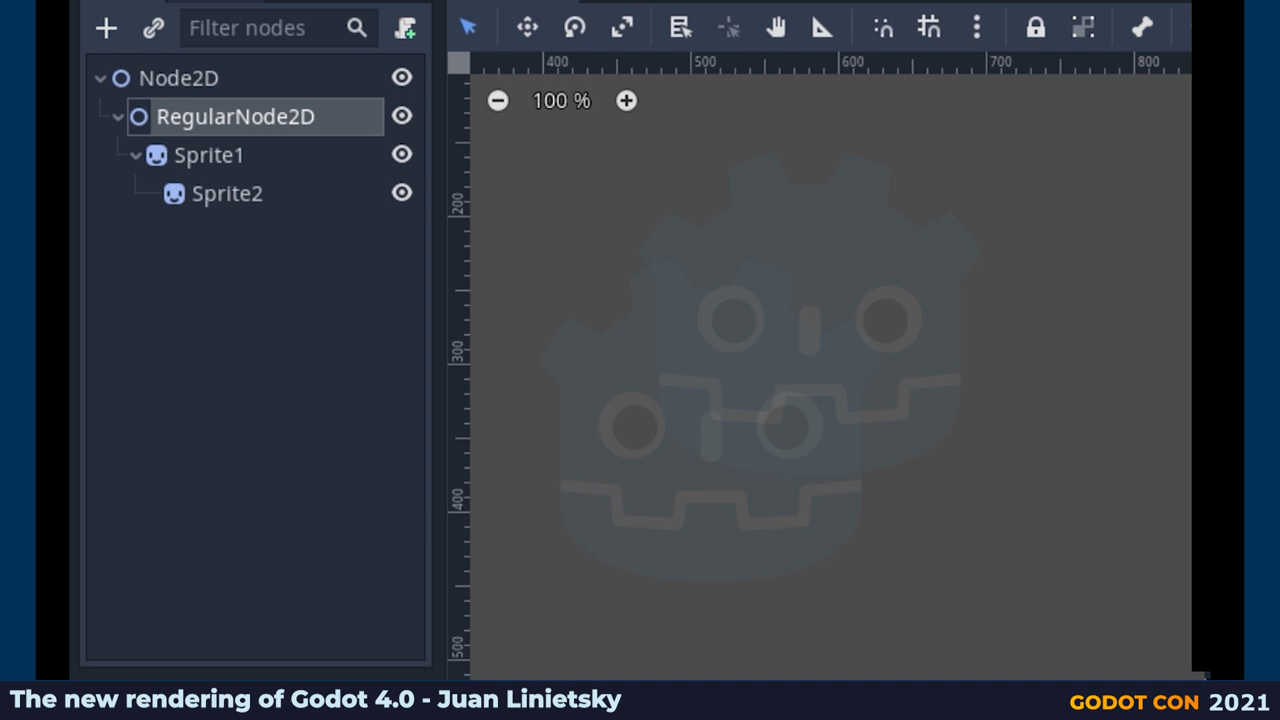 Filter nodes
Node2D
RegularNode2D
Sprite1
Sprite2
400
500
600
700
800
100 %
200
300
400
500
The new rendering of Godot 4.0 - Juan Linietsky
GODOT CON 2021